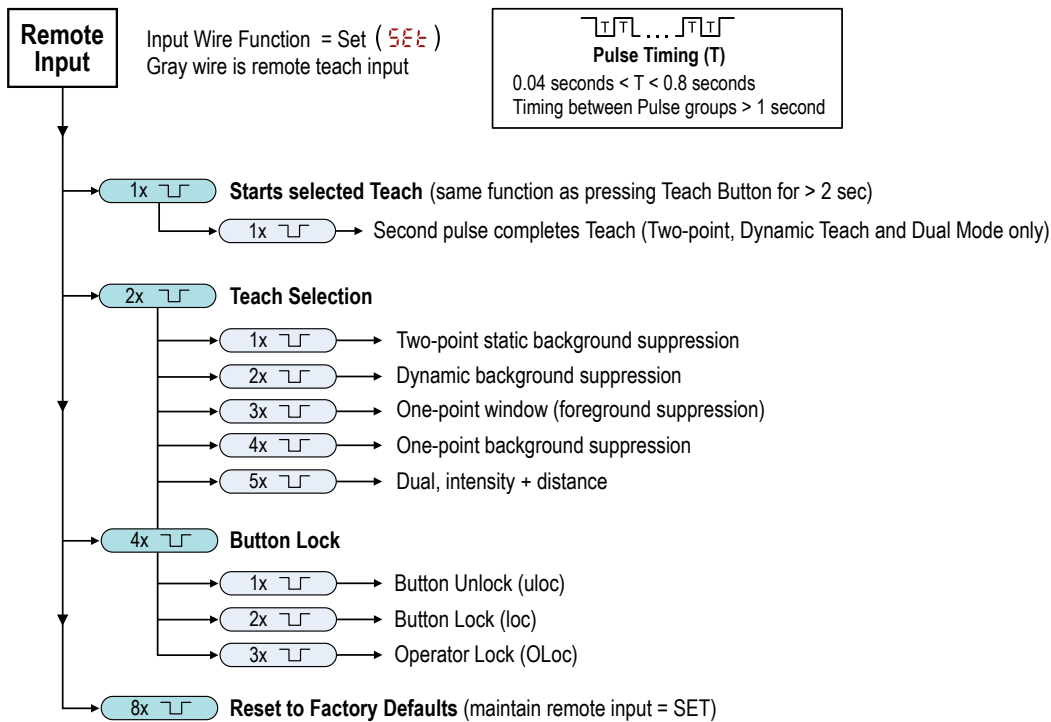 Remote
Input
Input Wire Function = Set ( SEt )
Gray wire is remote teach input
T T ... T T
Pulse Timing (T)
0.04 seconds < T < 0.8 seconds
Timing between Pulse groups > 1 second
1x Starts selected Teach (same function as pressing Teach Button for > 2 sec)
1x Second pulse completes Teach (Two-point, Dynamic Teach and Dual Mode only)
2x Teach Selection
1x Two-point static background suppression
2x Dynamic background suppression
3x One-point window (foreground suppression)
4x One-point background suppression
5x Dual, intensity + distance
4x Button Lock
1x Button Unlock (uloc)
2x Button Lock (loc)
3x Operator Lock (OLoc)
8x Reset to Factory Defaults (maintain remote input = SET)